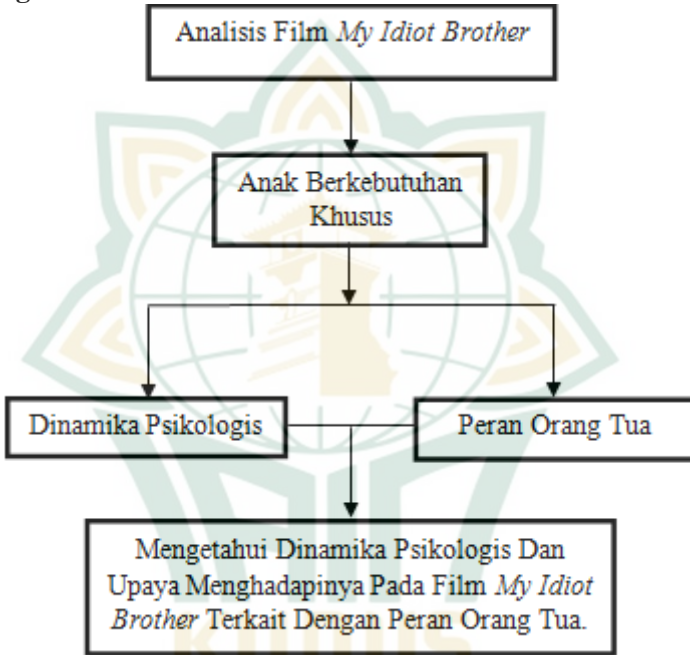 Analisis Film My Idiot Brother
Anak Berkebutuhan
Khusus
Dinamika Psikologis
Peran Orang Tua
Mengetahui Dinamika Psikologis Dan
Upaya Menghadapinya Pada Film My Idiot
Brother Terkait Dengan Peran Orang Tua.